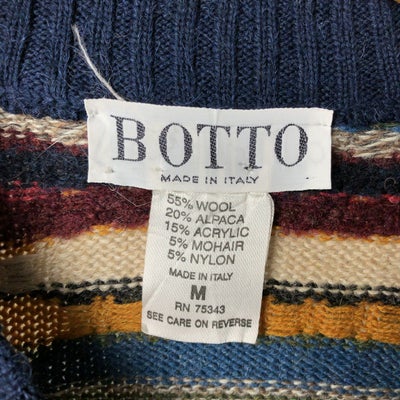 BOTTO
MADE IN ITALY
55% WOOL
20% ALPACA
15% ACRYLIC
5% MOHAIR
5% NYLON
MADE IN ITALY
M
RN 75343
SEE CARE ON REVERSE